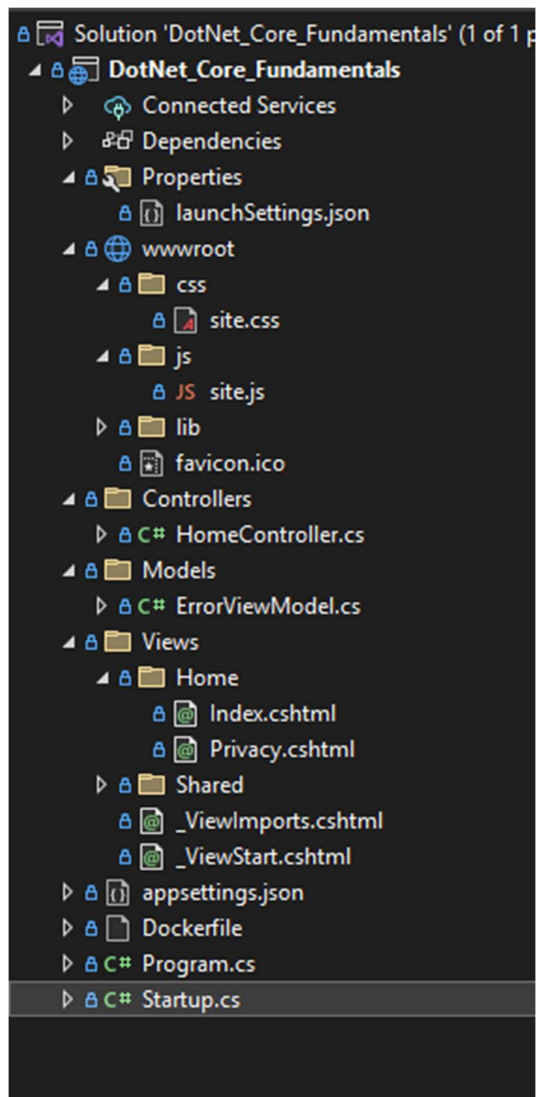 Solution 'DotNet_Core_Fundamentals' (1 of 1 p
DotNet_Core_Fundamentals
Connected Services
Dependencies
Properties
launchSettings.json
wwwroot
css
site.css
js
JS site.js
lib
favicon.ico
Controllers
C# HomeController.cs
Models
C# ErrorViewModel.cs
Views
Home
Index.cshtml
Privacy.cshtml
Shared
_ViewImports.cshtml
_ViewStart.cshtml
appsettings.json
Dockerfile
C# Program.cs
C# Startup.cs